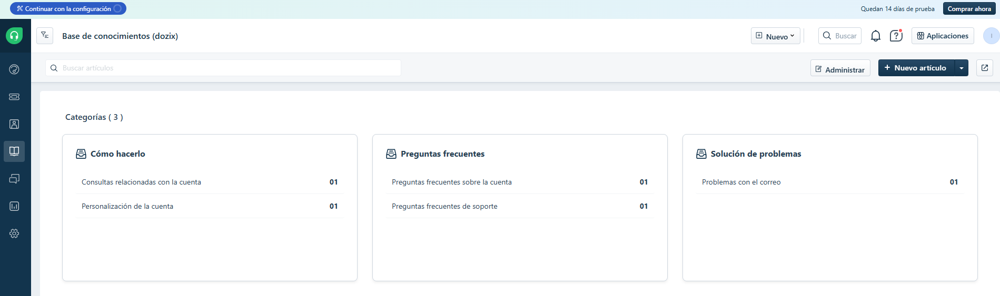 Continuar con la configuración
Quedan 14 días de prueba
Comprar ahora
Base de conocimientos (dozix)
Nuevo
Buscar
Aplicaciones
I
Buscar artículos
Administrar
+ Nuevo artículo
Categorías ( 3 )
Cómo hacerlo
Consultas relacionadas con la cuenta 01
Personalización de la cuenta 01
Preguntas frecuentes
Preguntas frecuentes sobre la cuenta 01
Preguntas frecuentes de soporte 01
Solución de problemas
Problemas con el correo 01